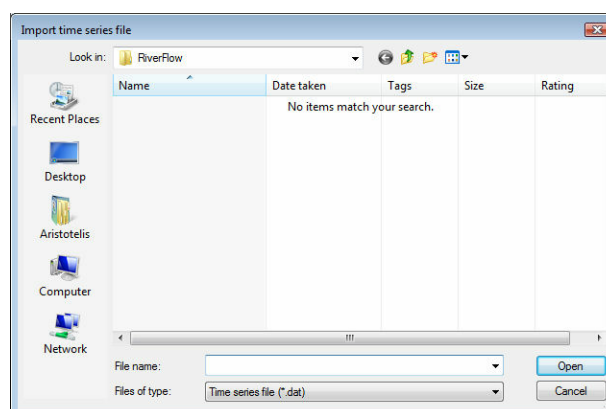 Import time series file
Look in: RiverFlow
Name Date taken Tags Size Rating
No items match your search.
Recent Places
Desktop
Aristotelis
Computer
Network
File name: Open
Files of type: Time series file (*.dat) Cancel